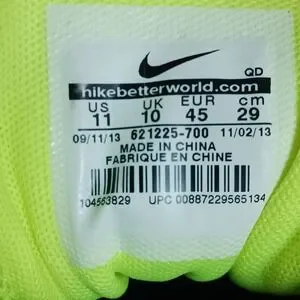 QD
nikebetterworld.com
US UK EUR cm
11 10 45 29
09/11/13 621225-700 11/02/13
MADE IN CHINA
FABRIQUE EN CHINE
104553829 UPC 00887229565134